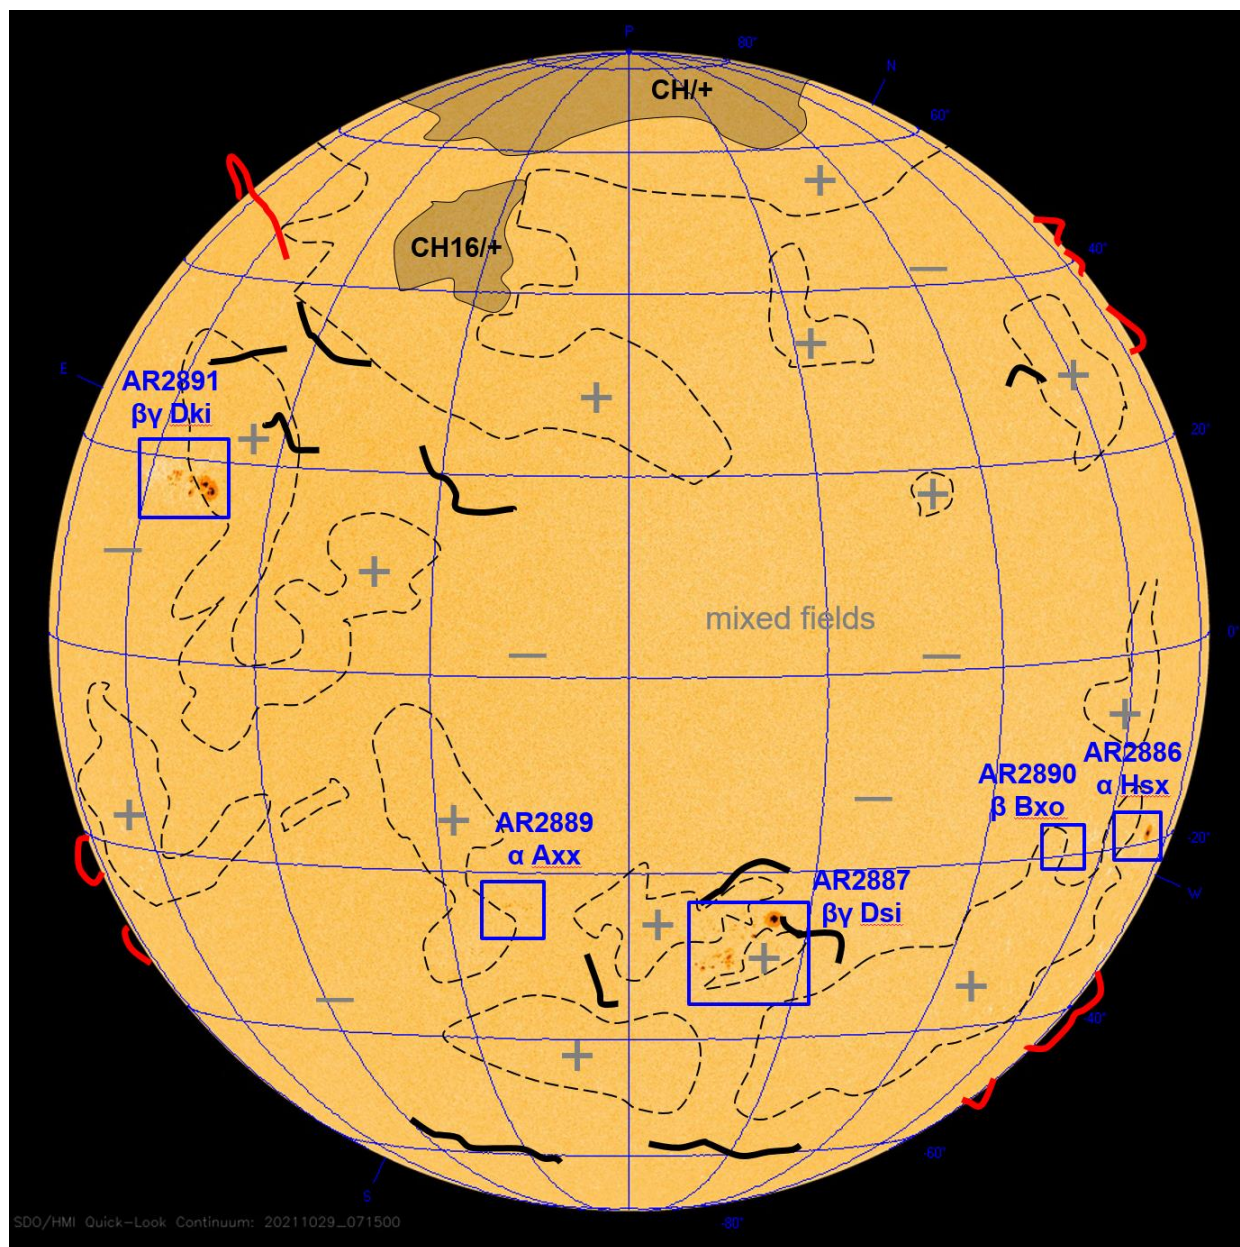 P
80°
N
CH/+
60°
+
CH16/+
40°
−
+
E
AR2891
βγ Dki
+
+
+
20°
+
−
+
mixed fields
0°
−
−
+
AR2886
α Hsx
AR2890
β Bxo
−
+
+
AR2889
α Axx
-20°
W
AR2887
βγ Dsi
+
+
+
−
-40°
+
-60°
S
-80°
SDO/HMI Quick-Look Continuum: 20211029_071500